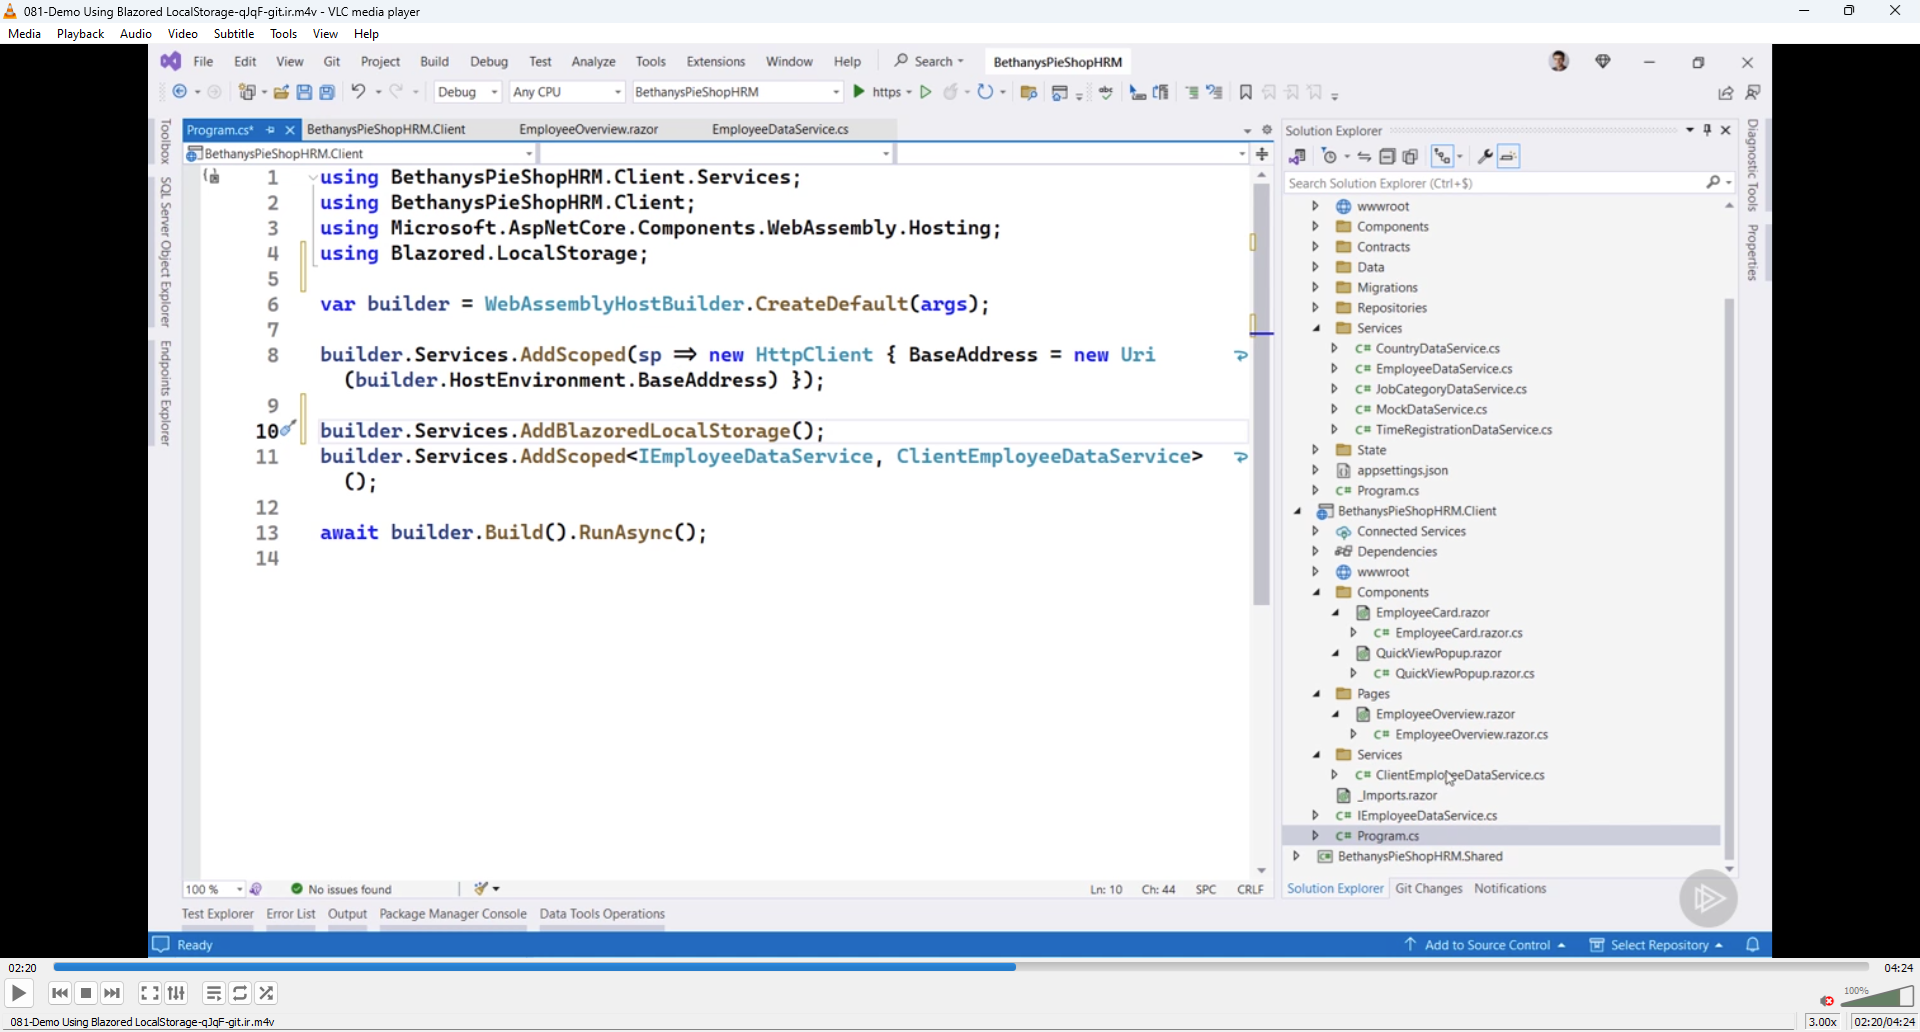 081-Demo Using Blazored LocalStorage-qJqF-git.ir.m4v - VLC media player
Media Playback Audio Video Subtitle Tools View Help
File Edit View Git Project Build Debug Test Analyze Tools Extensions Window Help Search BethanysPieShopHRM
Debug Any CPU BethanysPieShopHRM https
Program.cs* BethanysPieShopHRM.Client EmployeeOverview.razor EmployeeDataService.cs
BethanysPieShopHRM.Client
Toolbox
SQL Server Object Explorer
Endpoints Explorer
1 using BethanysPieShopHRM.Client.Services;
2 using BethanysPieShopHRM.Client;
3 using Microsoft.AspNetCore.Components.WebAssembly.Hosting;
4 using Blazored.LocalStorage;
5
6 var builder = WebAssemblyHostBuilder.CreateDefault(args);
7
8 builder.Services.AddScoped(sp => new HttpClient { BaseAddress = new Uri
(builder.HostEnvironment.BaseAddress) });
9
10 builder.Services.AddBlazoredLocalStorage();
11 builder.Services.AddScoped<IEmployeeDataService, ClientEmployeeDataService>
();
12
13 await builder.Build().RunAsync();
14
100 % No issues found Ln: 10 Ch: 44 SPC CRLF
Test Explorer Error List Output Package Manager Console Data Tools Operations
Solution Explorer
Search Solution Explorer (Ctrl+$)
wwwroot
Components
Contracts
Data
Migrations
Repositories
Services
C# CountryDataService.cs
C# EmployeeDataService.cs
C# JobCategoryDataService.cs
C# MockDataService.cs
C# TimeRegistrationDataService.cs
State
appsettings.json
C# Program.cs
BethanysPieShopHRM.Client
Connected Services
Dependencies
wwwroot
Components
EmployeeCard.razor
C# EmployeeCard.razor.cs
QuickViewPopup.razor
C# QuickViewPopup.razor.cs
Pages
EmployeeOverview.razor
C# EmployeeOverview.razor.cs
Services
C# ClientEmployeeDataService.cs
_Imports.razor
C# IEmployeeDataService.cs
C# Program.cs
C# BethanysPieShopHRM.Shared
Solution Explorer Git Changes Notifications
Diagnostic Tools
Properties
Ready Add to Source Control Select Repository
02:20 04:24
100%
081-Demo Using Blazored LocalStorage-qJqF-git.ir.m4v 3.00x 02:20/04:24